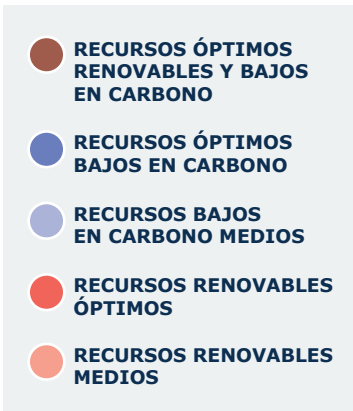 RECURSOS ÓPTIMOS
RENOVABLES Y BAJOS
EN CARBONO
RECURSOS ÓPTIMOS
BAJOS EN CARBONO
RECURSOS BAJOS
EN CARBONO MEDIOS
RECURSOS RENOVABLES
ÓPTIMOS
RECURSOS RENOVABLES
MEDIOS